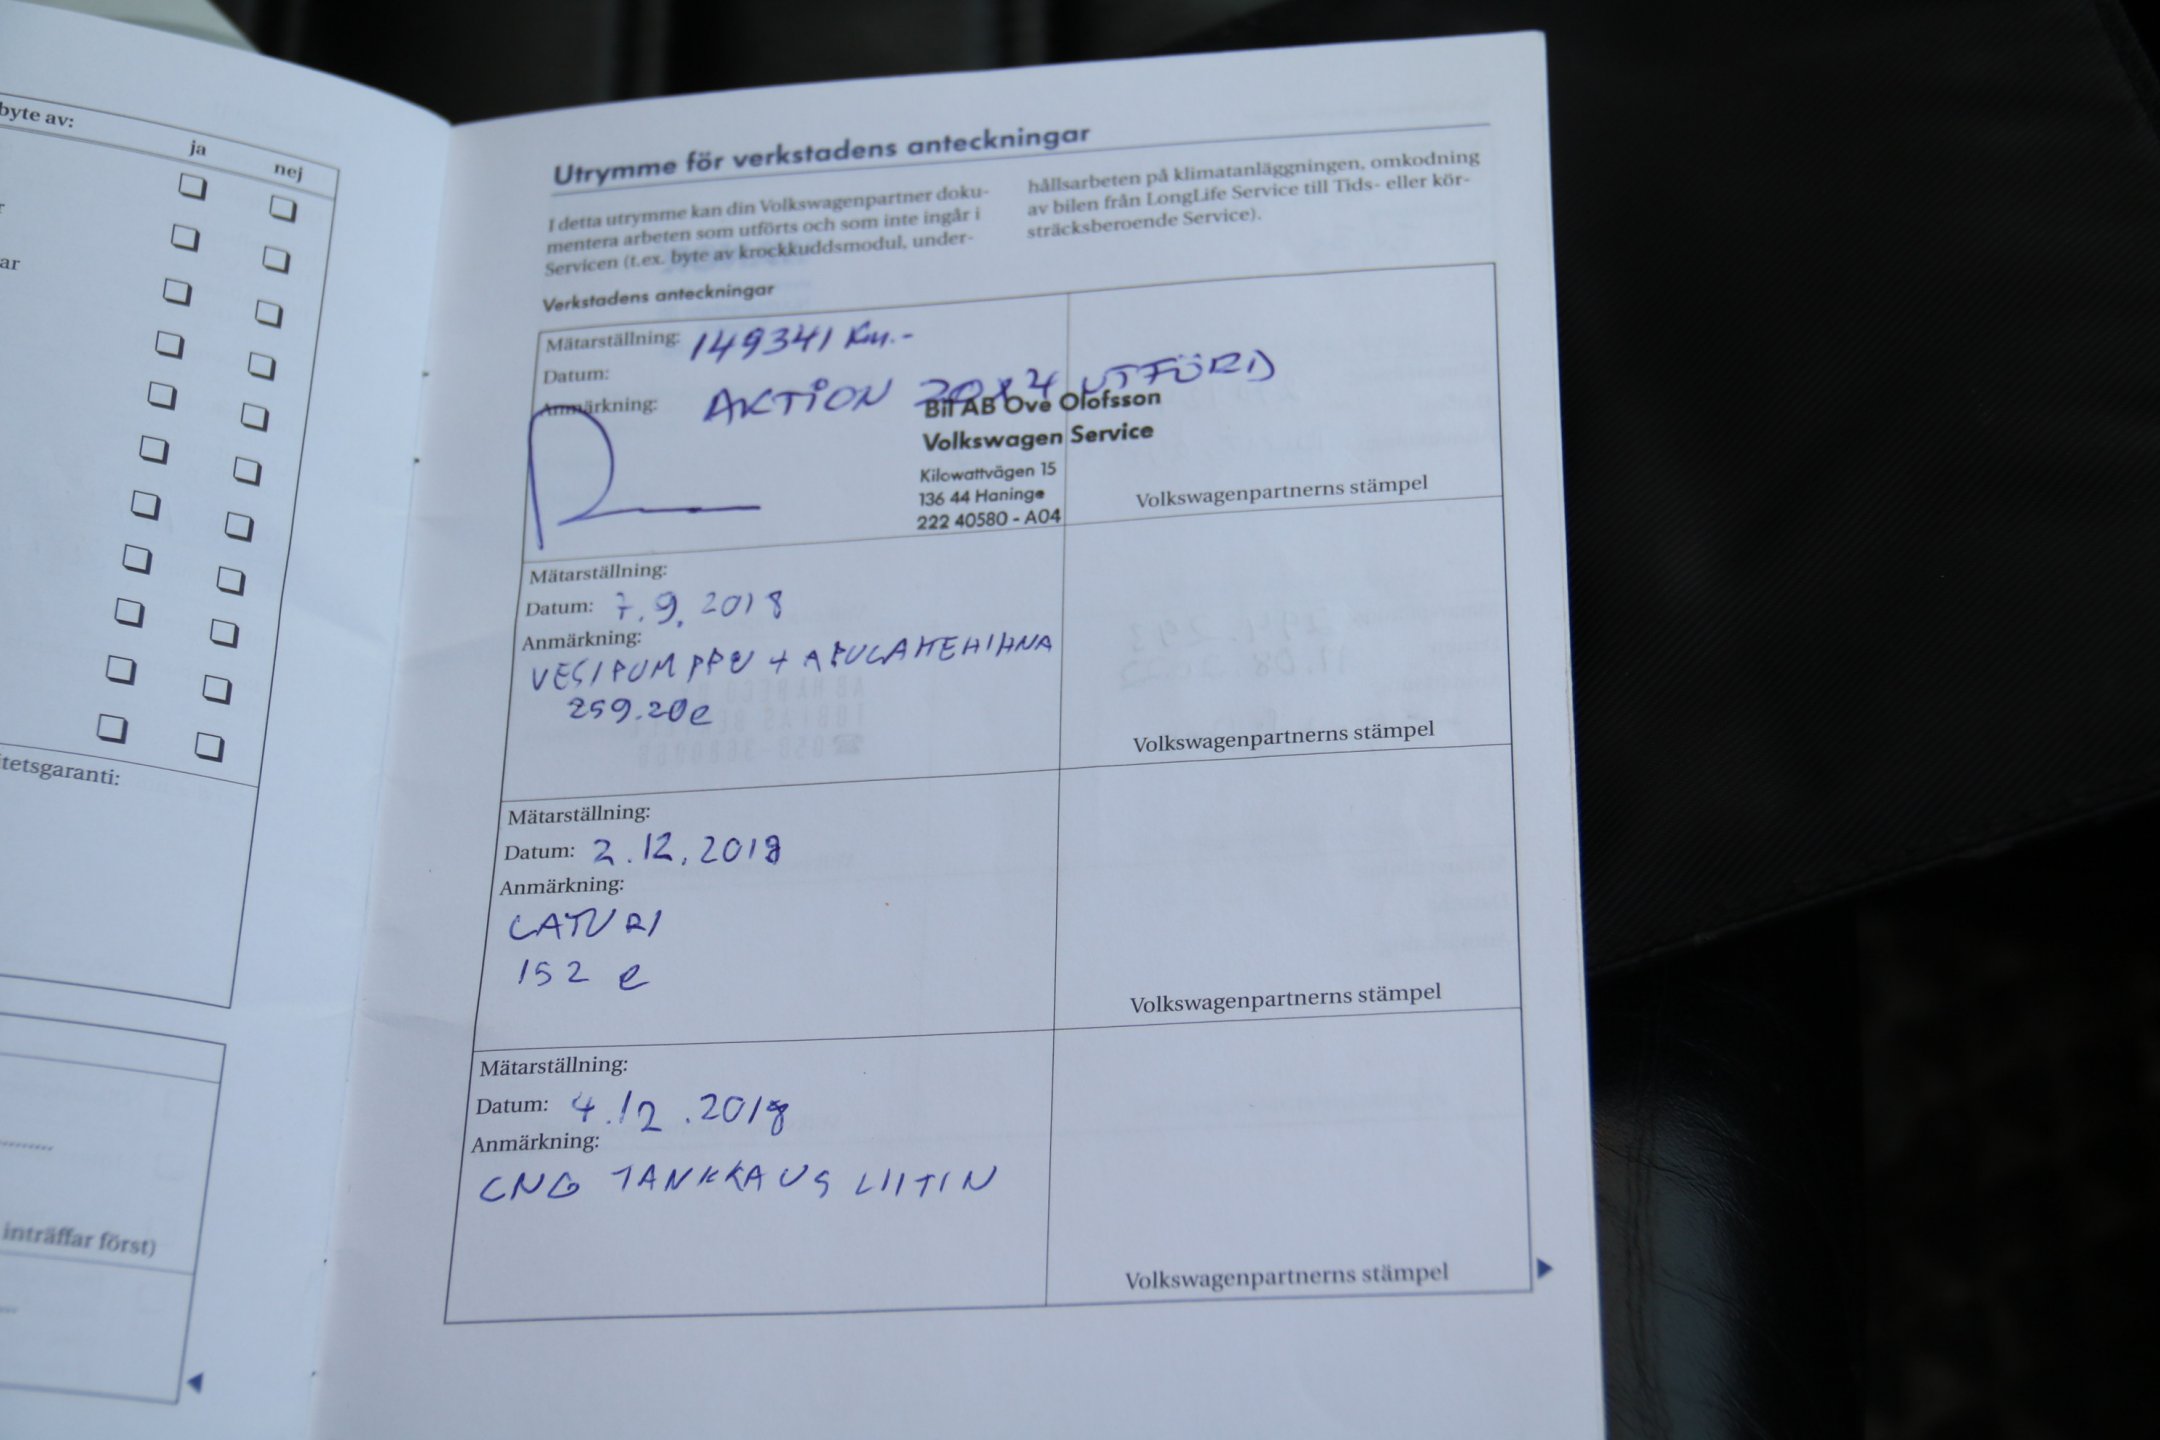 byte av:
ja
nej
ar
tetsgaranti:
inträffar först)
Utrymme för verkstadens anteckningar
I detta utrymme kan din Volkswagenpartner doku-
mentera arbeten som utförts och som inte ingår i
Servicen (t.ex. byte av krockkuddsmodul, under-
hållsarbeten på klimatanläggningen, omkodning
av bilen från LongLife Service till Tids- eller kör-
sträcksberoende Service).
Verkstadens anteckningar
Mätarställning: 149341 Km.-
Datum:
Anmärkning: AKTION UTFÖRD
Bil AB Ove Olofsson
Volkswagen Service
Kilowattvägen 15
136 44 Haninge
222 40580 - A04
Volkswagenpartnerns stämpel
Mätarställning:
Datum: 7.9.2018
Anmärkning:
VESIPUMPPU +
259.20e
Volkswagenpartnerns stämpel
Mätarställning:
Datum: 2.12.2018
Anmärkning:
LATURI
152 e
Volkswagenpartnerns stämpel
Mätarställning:
Datum: 4.12.2018
Anmärkning:
CNG TANKKAUS LIITIN
Volkswagenpartnerns stämpel